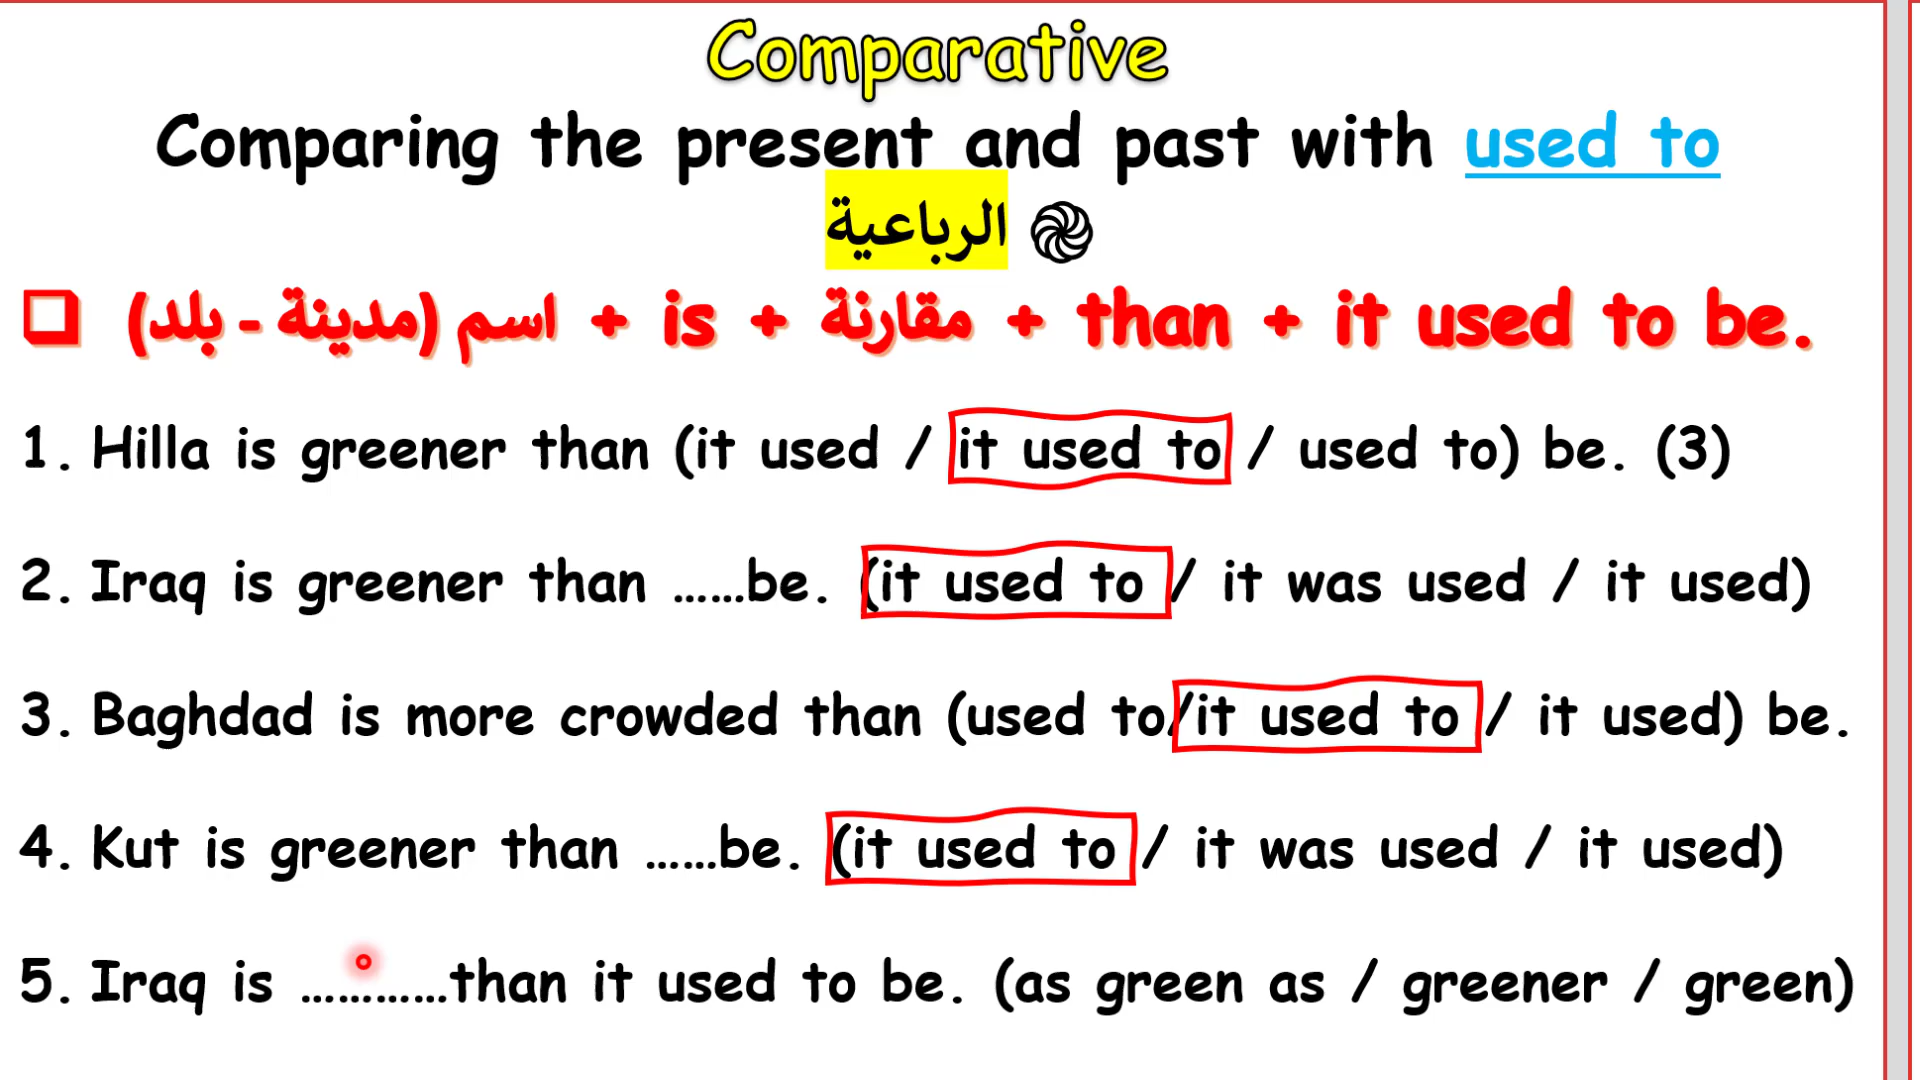 Comparative
Comparing the present and past with used to
الرباعية
اسم (مدينة - بلد) + is + مقارنة + than + it used to be.
1. Hilla is greener than (it used / it used to / used to) be. (3)
2. Iraq is greener than ......be. (it used to / it was used / it used)
3. Baghdad is more crowded than (used to/it used to / it used) be.
4. Kut is greener than ......be. (it used to / it was used / it used)
5. Iraq is ............than it used to be. (as green as / greener / green)